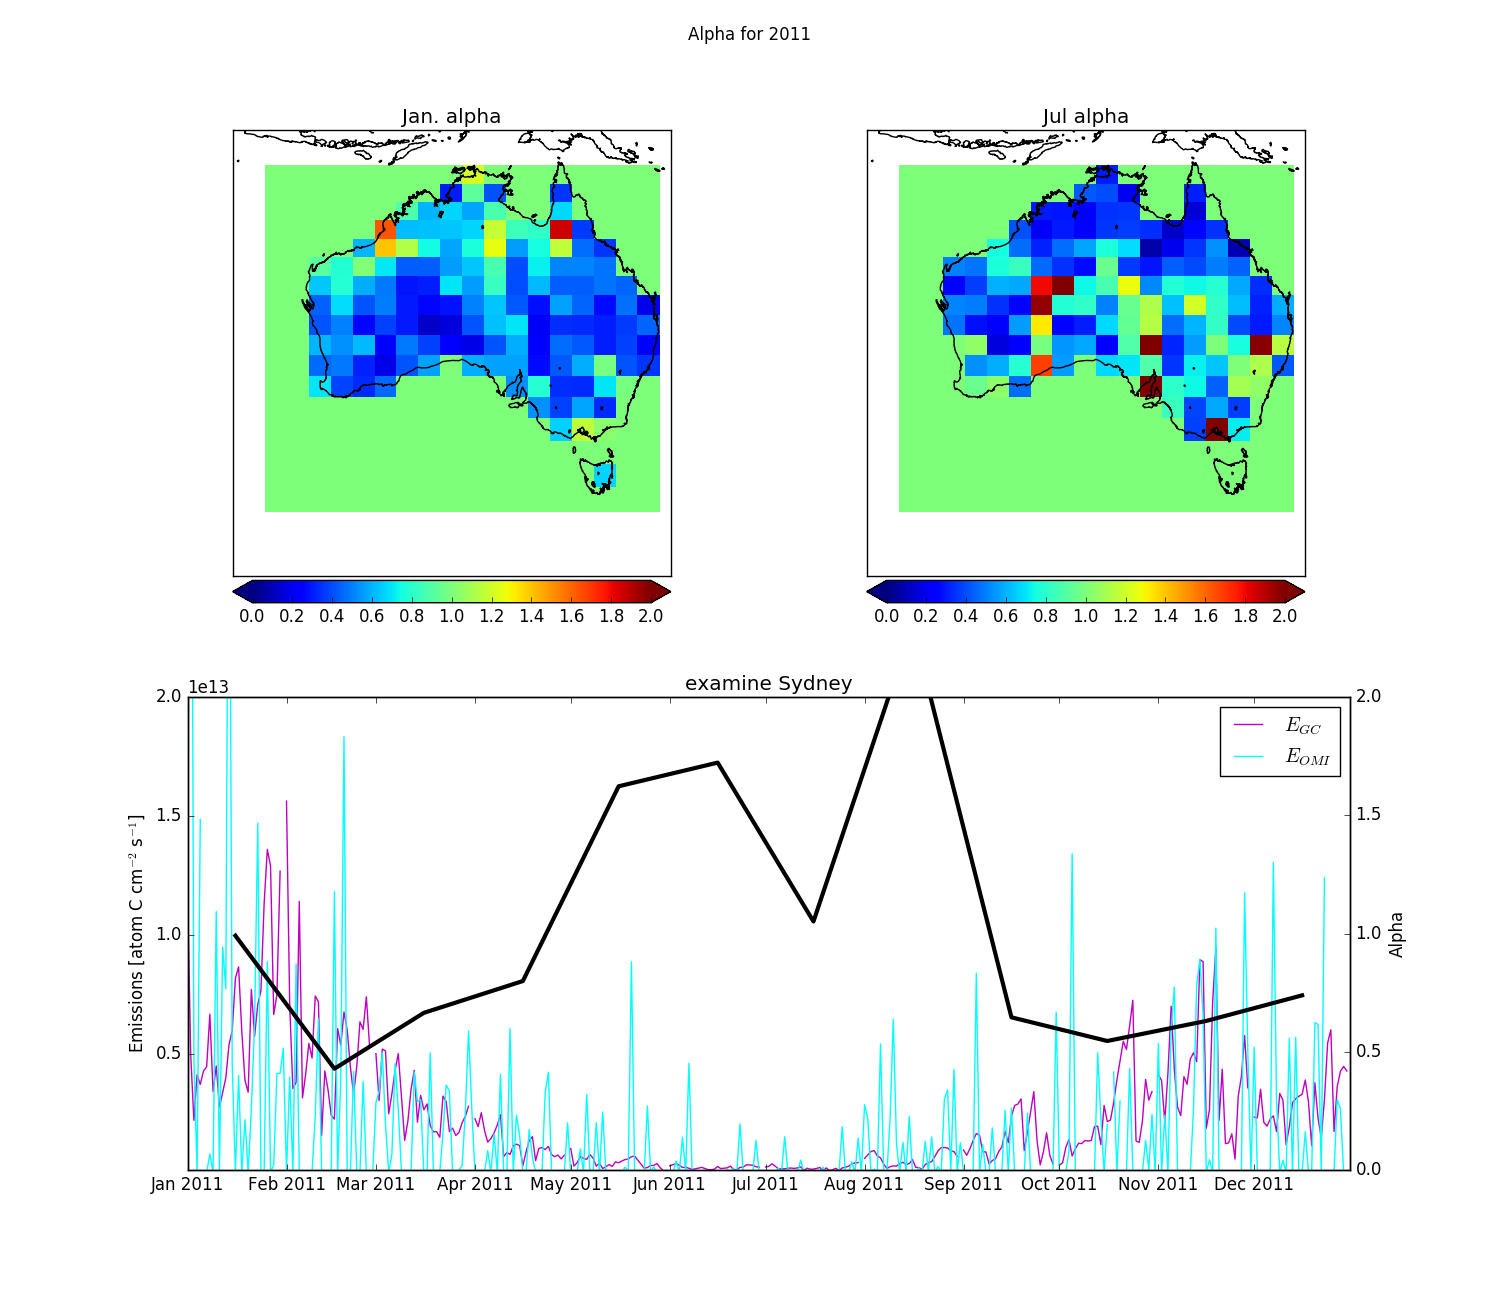 Alpha for 2011
Jan. alpha
Jul alpha
0.0 0.2 0.4 0.6 0.8 1.0 1.2 1.4 1.6 1.8 2.0
0.0 0.2 0.4 0.6 0.8 1.0 1.2 1.4 1.6 1.8 2.0
examine Sydney
1e13
2.0
1.5
1.0
0.5
Emissions [atom C cm⁻² s⁻¹]
E_GC
E_OMI
2.0
1.5
1.0
0.5
0.0
Alpha
Jan 2011 Feb 2011 Mar 2011 Apr 2011 May 2011 Jun 2011 Jul 2011 Aug 2011 Sep 2011 Oct 2011 Nov 2011 Dec 2011